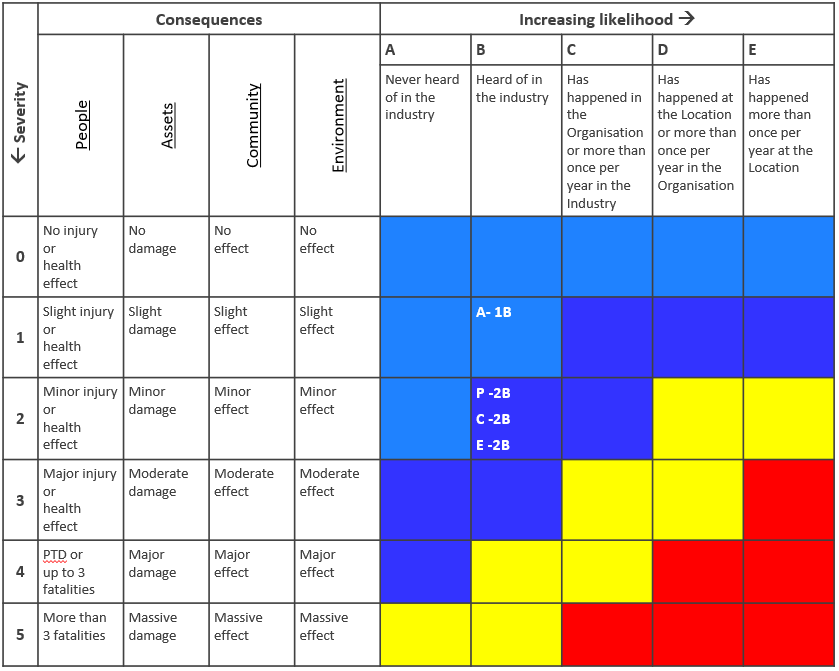 Consequences
Increasing likelihood →
← Severity
People
Assets
Community
Environment
A
B
C
D
E
Never heard
of in the
industry
Heard of in
the industry
Has
happened in
the
Organisation
or more than
once per
year in the
Industry
Has
happened at
the Location
or more than
once per
year in the
Organisation
Has
happened
more than
once per
year at the
Location
0
No injury
or
health
effect
No
damage
No
effect
No
effect
1
Slight injury
or
health
effect
Slight
damage
Slight
effect
Slight
effect
A- 1B
2
Minor injury
or
health
effect
Minor
damage
Minor
effect
Minor
effect
P -2B
C -2B
E -2B
3
Major injury
or
health
effect
Moderate
damage
Moderate
effect
Moderate
effect
4
PTD or
up to 3
fatalities
Major
damage
Major
effect
Major
effect
5
More than
3 fatalities
Massive
damage
Massive
effect
Massive
effect